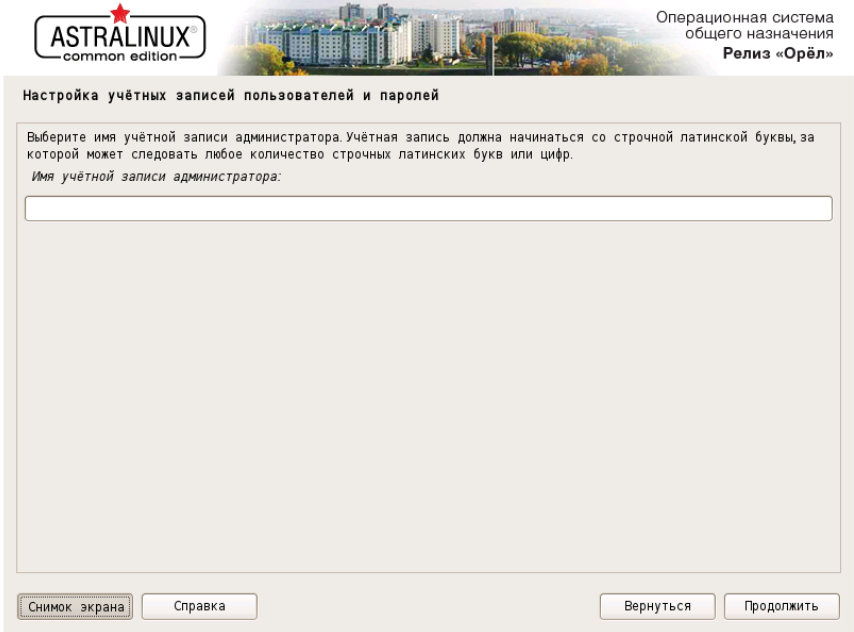 ASTRALINUX®
common edition
Операционная система
общего назначения
Релиз «Орёл»
Настройка учётных записей пользователей и паролей
Выберите имя учётной записи администратора. Учётная запись должна начинаться со строчной латинской буквы, за
которой может следовать любое количество строчных латинских букв или цифр.
Имя учётной записи администратора:
Снимок экрана
Справка
Вернуться
Продолжить